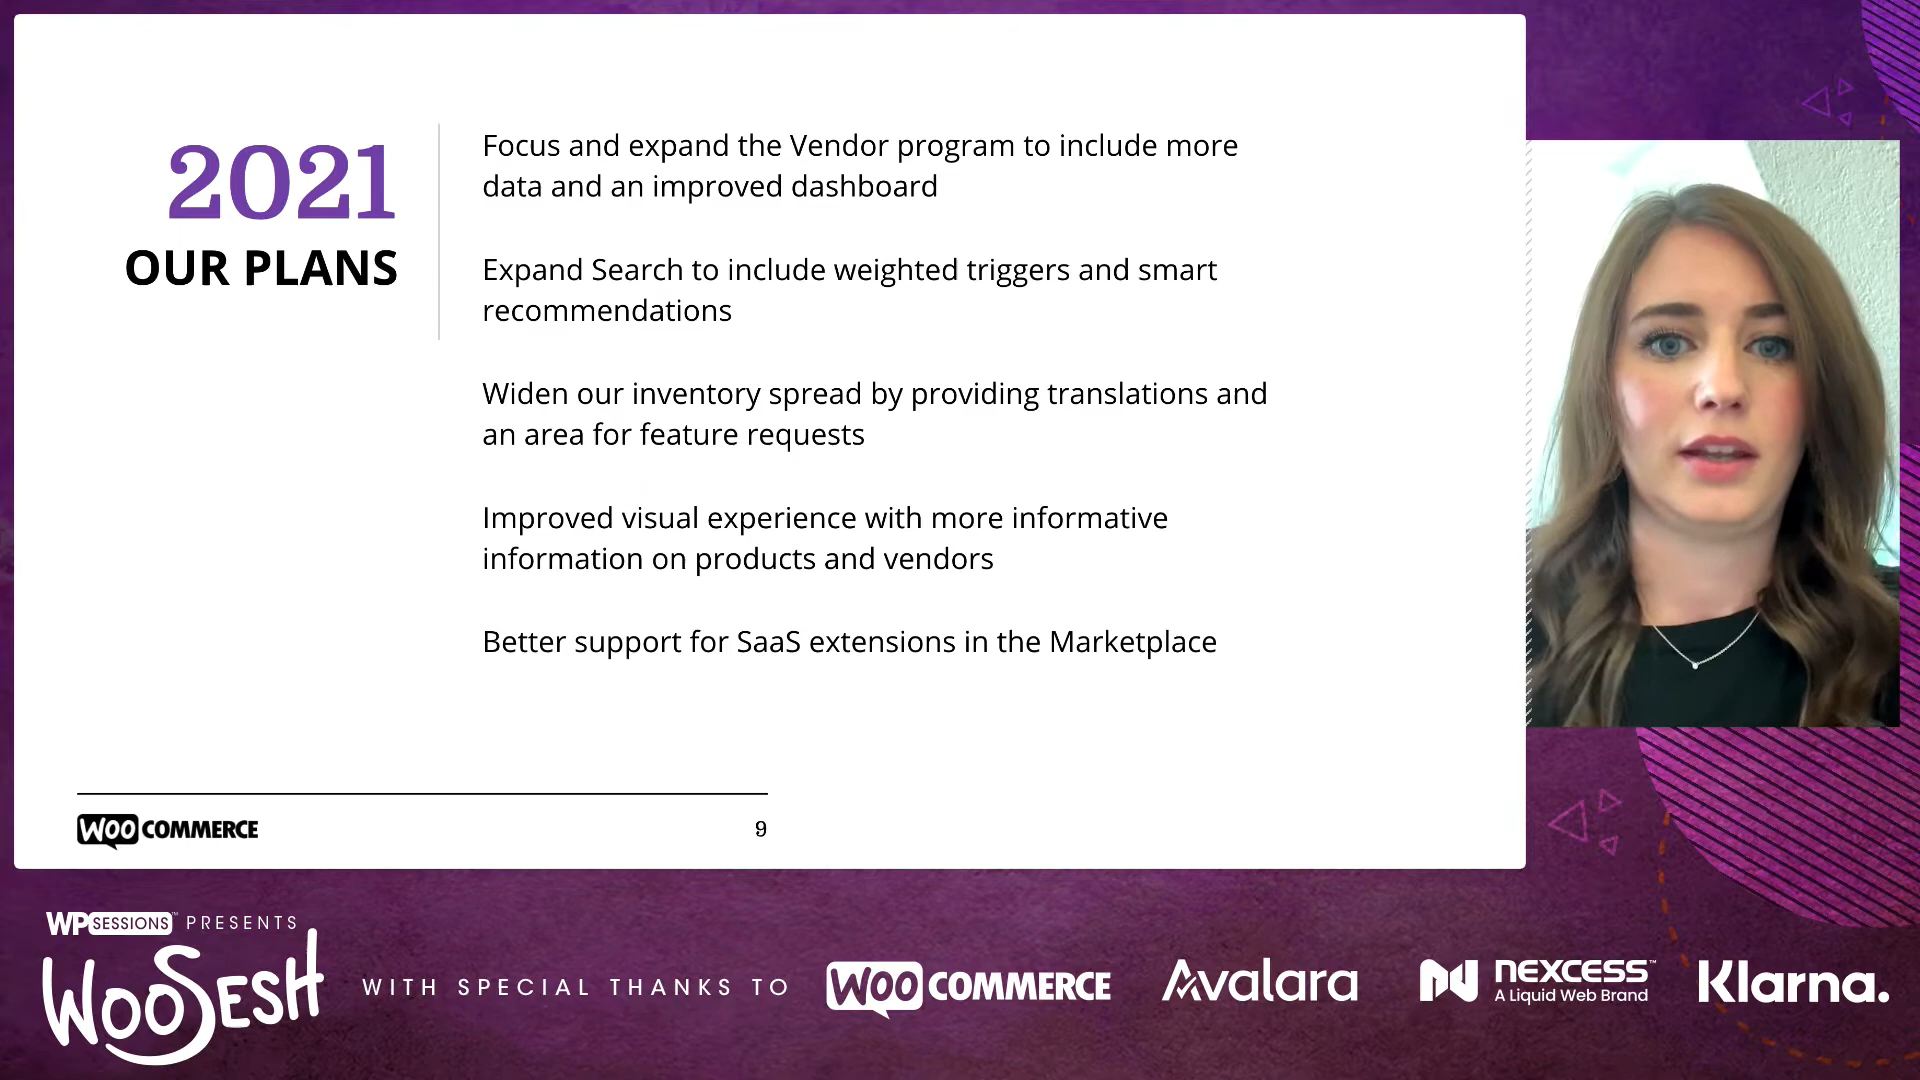 2021
OUR PLANS
Focus and expand the Vendor program to include more
data and an improved dashboard
Expand Search to include weighted triggers and smart
recommendations
Widen our inventory spread by providing translations and
an area for feature requests
Improved visual experience with more informative
information on products and vendors
Better support for SaaS extensions in the Marketplace
WOO COMMERCE
9
WPSESSIONS™ PRESENTS
WOOSESH
WITH SPECIAL THANKS TO
WOO COMMERCE
Avalara
NEXCESS™
A Liquid Web Brand
Klarna.